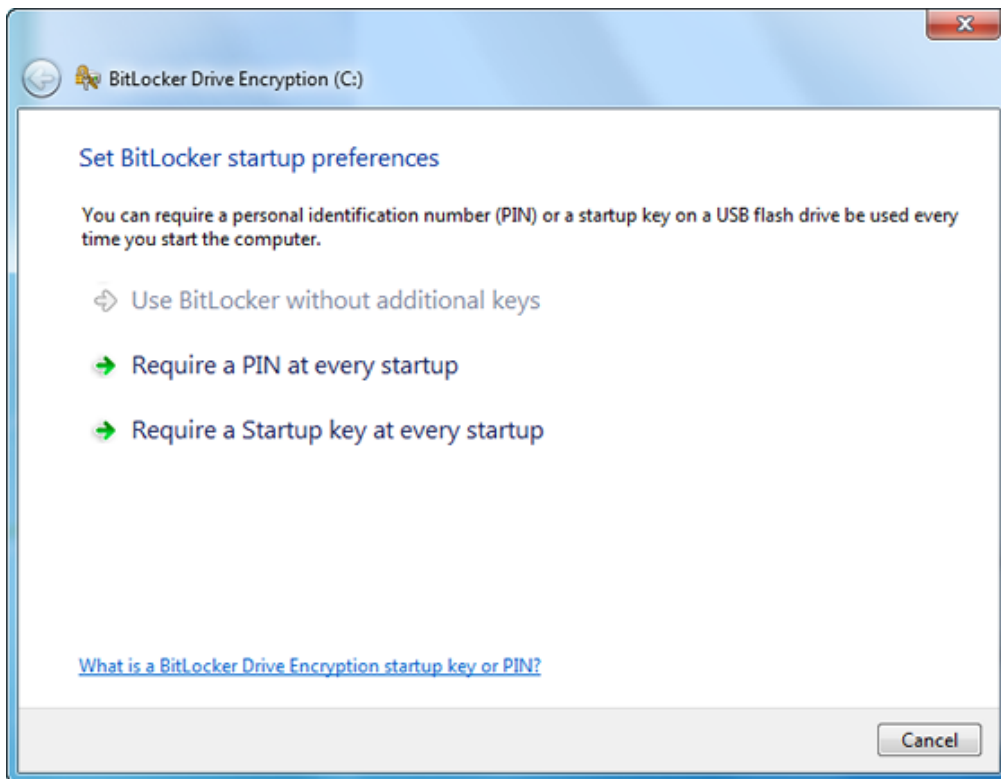 BitLocker Drive Encryption (C:)
Set BitLocker startup preferences
You can require a personal identification number (PIN) or a startup key on a USB flash drive be used every
time you start the computer.
Use BitLocker without additional keys
Require a PIN at every startup
Require a Startup key at every startup
What is a BitLocker Drive Encryption startup key or PIN?
Cancel